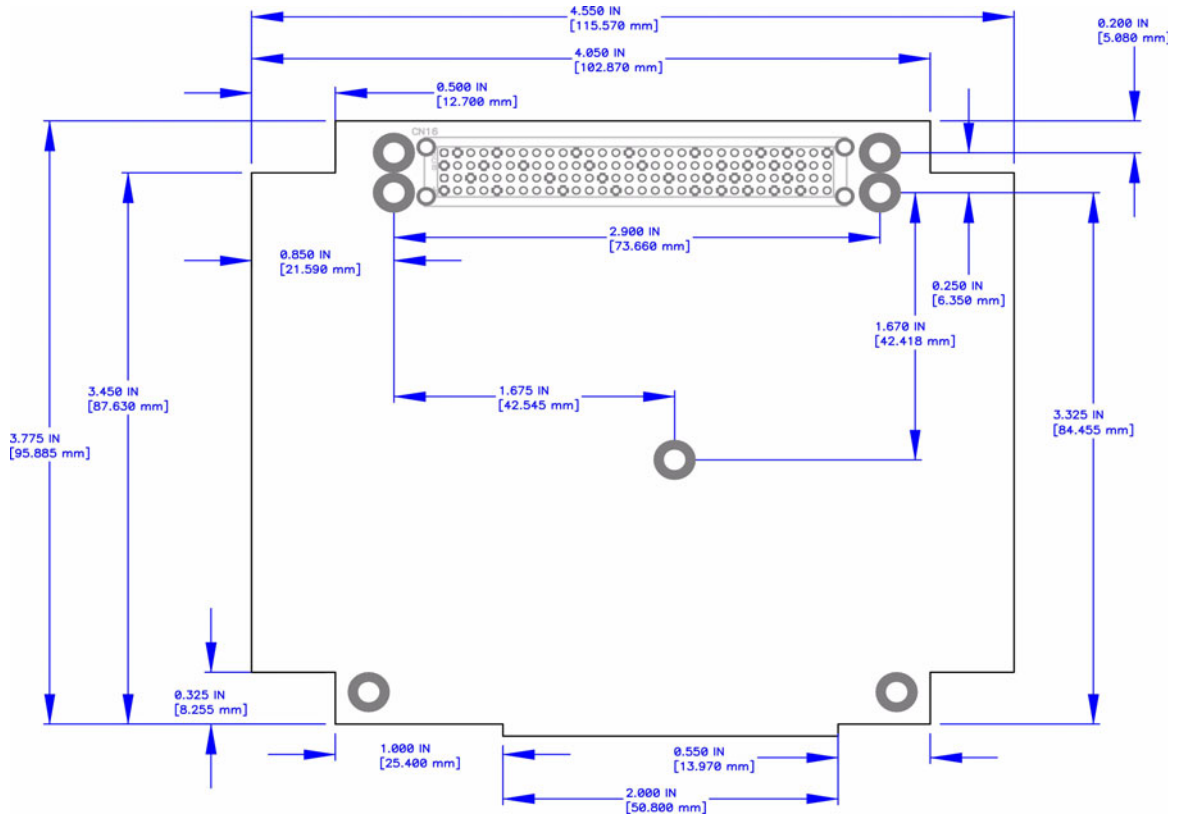 4.550 IN
[115.570 mm]
0.200 IN
[5.080 mm]
4.050 IN
[102.870 mm]
0.500 IN
[12.700 mm]
CN16
2.900 IN
[73.660 mm]
0.850 IN
[21.590 mm]
0.250 IN
[6.350 mm]
1.670 IN
[42.418 mm]
1.675 IN
[42.545 mm]
3.450 IN
[87.630 mm]
3.325 IN
[84.455 mm]
3.775 IN
[95.885 mm]
0.325 IN
[8.255 mm]
1.000 IN
[25.400 mm]
0.550 IN
[13.970 mm]
2.000 IN
[50.800 mm]